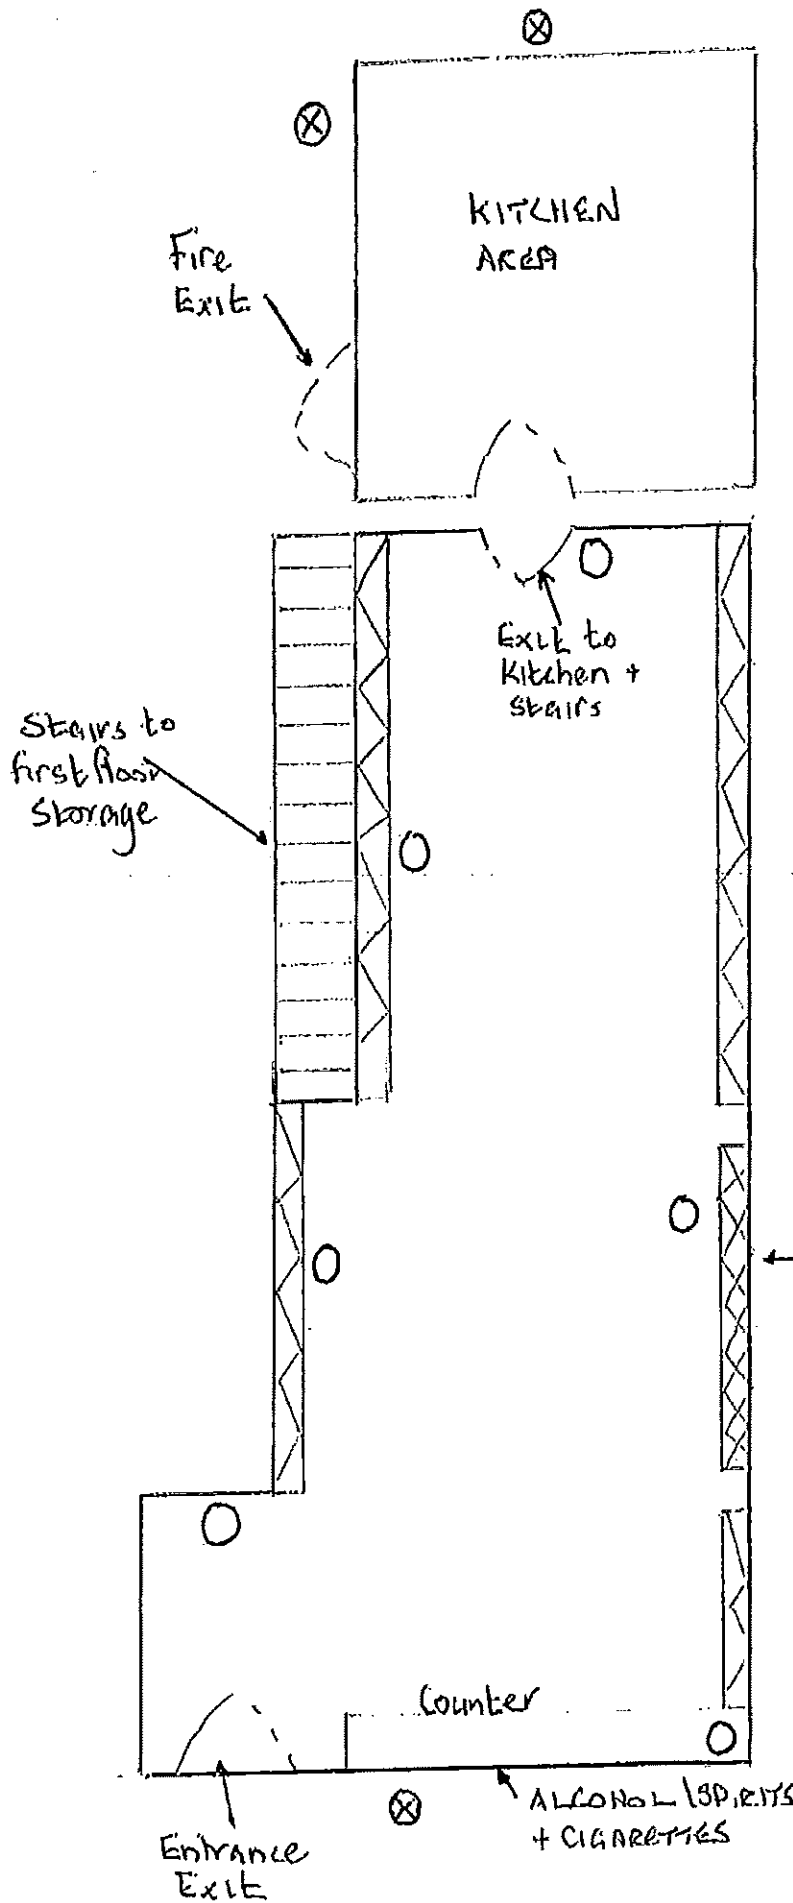 KITCHEN
AREA
Fire
Exit
Exit to
Kitchen +
Stairs
Stairs to
first floor
Storage
Counter
ALCOHOL \SPIRITS
+ CIGARETTES
Entrance
Exit